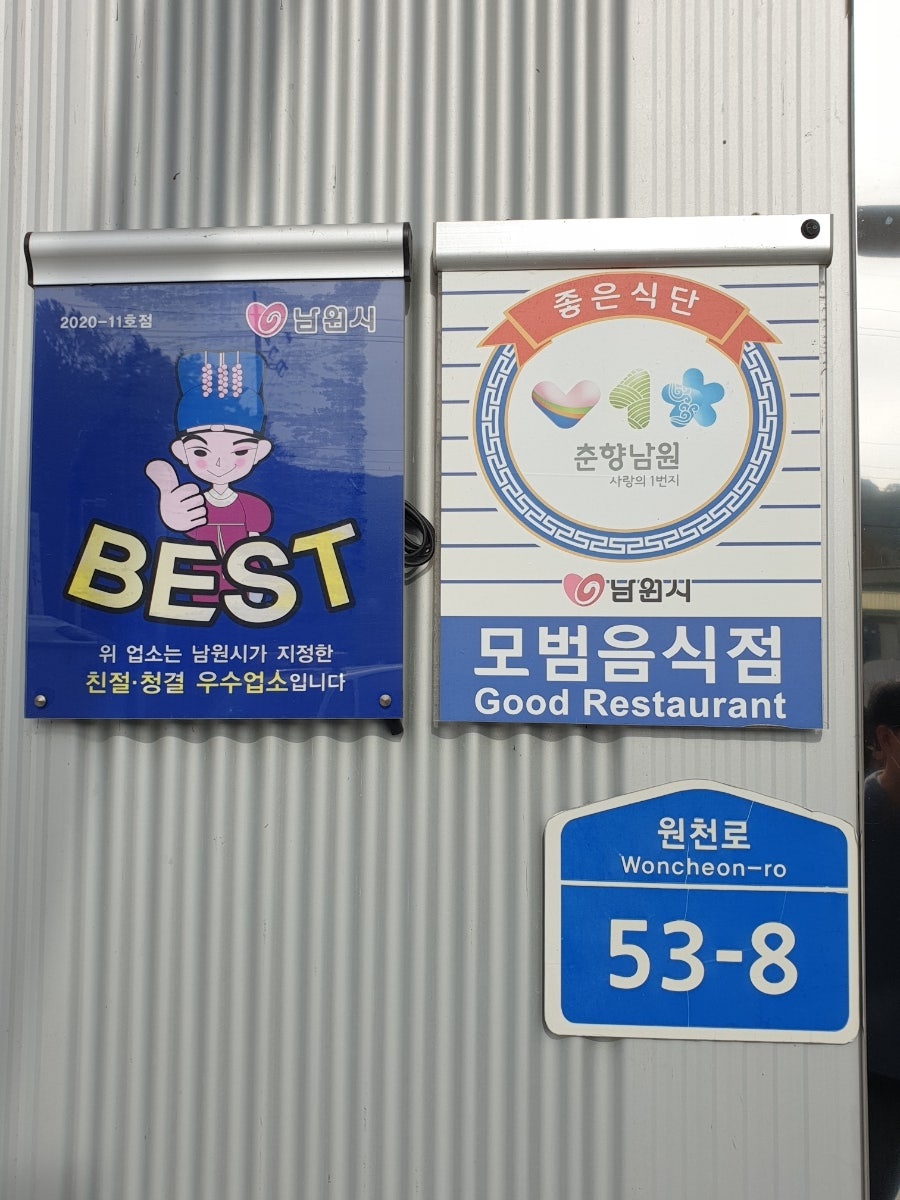 2020-11호점
남원시
BEST
위 업소는 남원시가 지정한
친절·청결 우수업소입니다
좋은식단
춘향남원
사랑의 1번지
남원시
모범음식점
Good Restaurant
원천로
Woncheon-ro
53-8